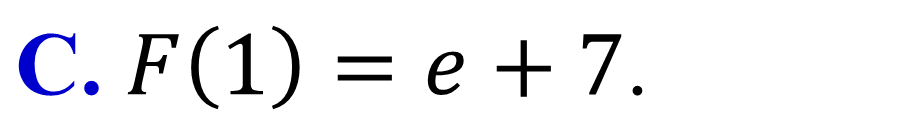 C. F(1) = e + 7.